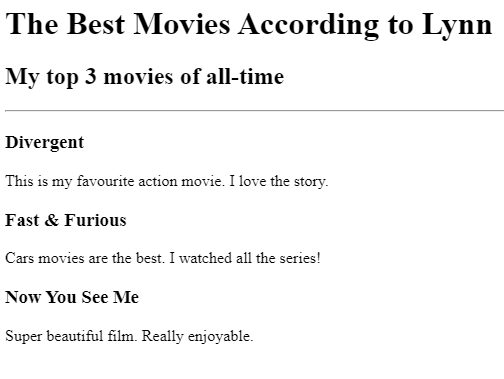 The Best Movies According to Lynn
My top 3 movies of all-time
Divergent
This is my favourite action movie. I love the story.
Fast & Furious
Cars movies are the best. I watched all the series!
Now You See Me
Super beautiful film. Really enjoyable.